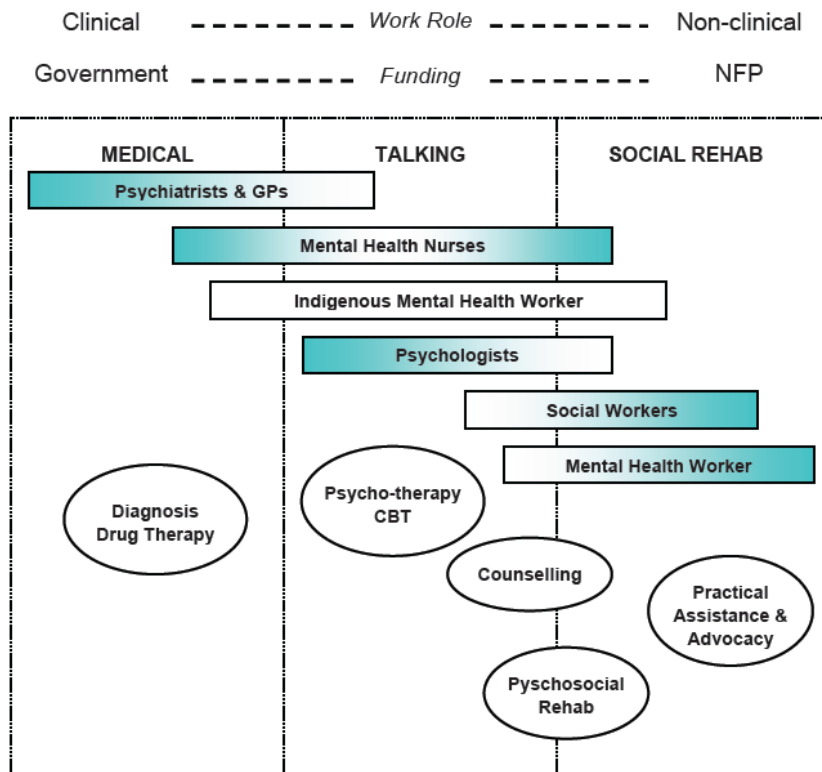 Clinical Work Role Non-clinical
Government Funding NFP
MEDICAL TALKING SOCIAL REHAB
Psychiatrists & GPs
Mental Health Nurses
Indigenous Mental Health Worker
Psychologists
Social Workers
Mental Health Worker
Diagnosis
Drug Therapy
Psycho-therapy
CBT
Counselling
Practical
Assistance &
Advocacy
Pyschosocial
Rehab